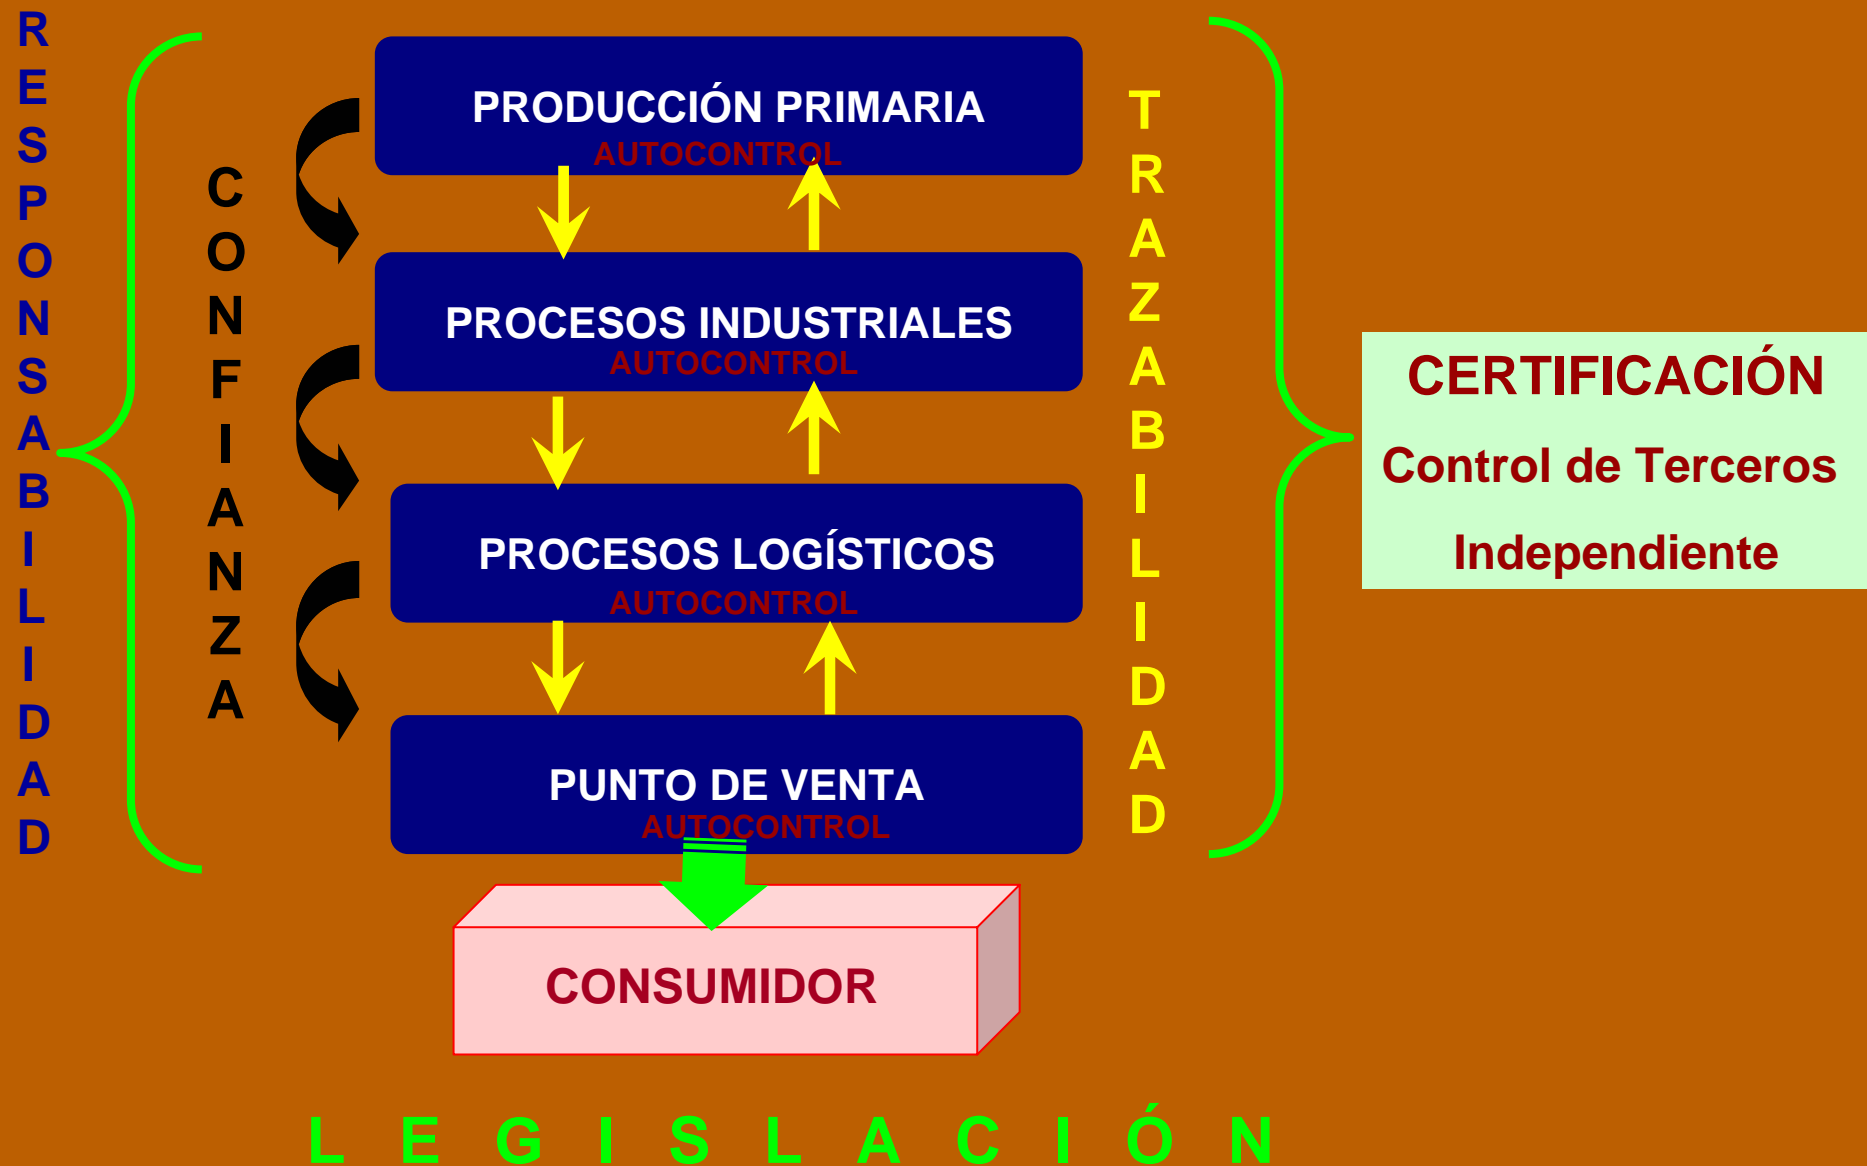 RESPONSABILIDAD
CONFIANZA
PRODUCCIÓN PRIMARIA
AUTOCONTROL
PROCESOS INDUSTRIALES
AUTOCONTROL
PROCESOS LOGÍSTICOS
AUTOCONTROL
PUNTO DE VENTA
AUTOCONTROL
CONSUMIDOR
TRAZABILIDAD
CERTIFICACIÓN
Control de Terceros
Independiente
LEGISLACIÓN